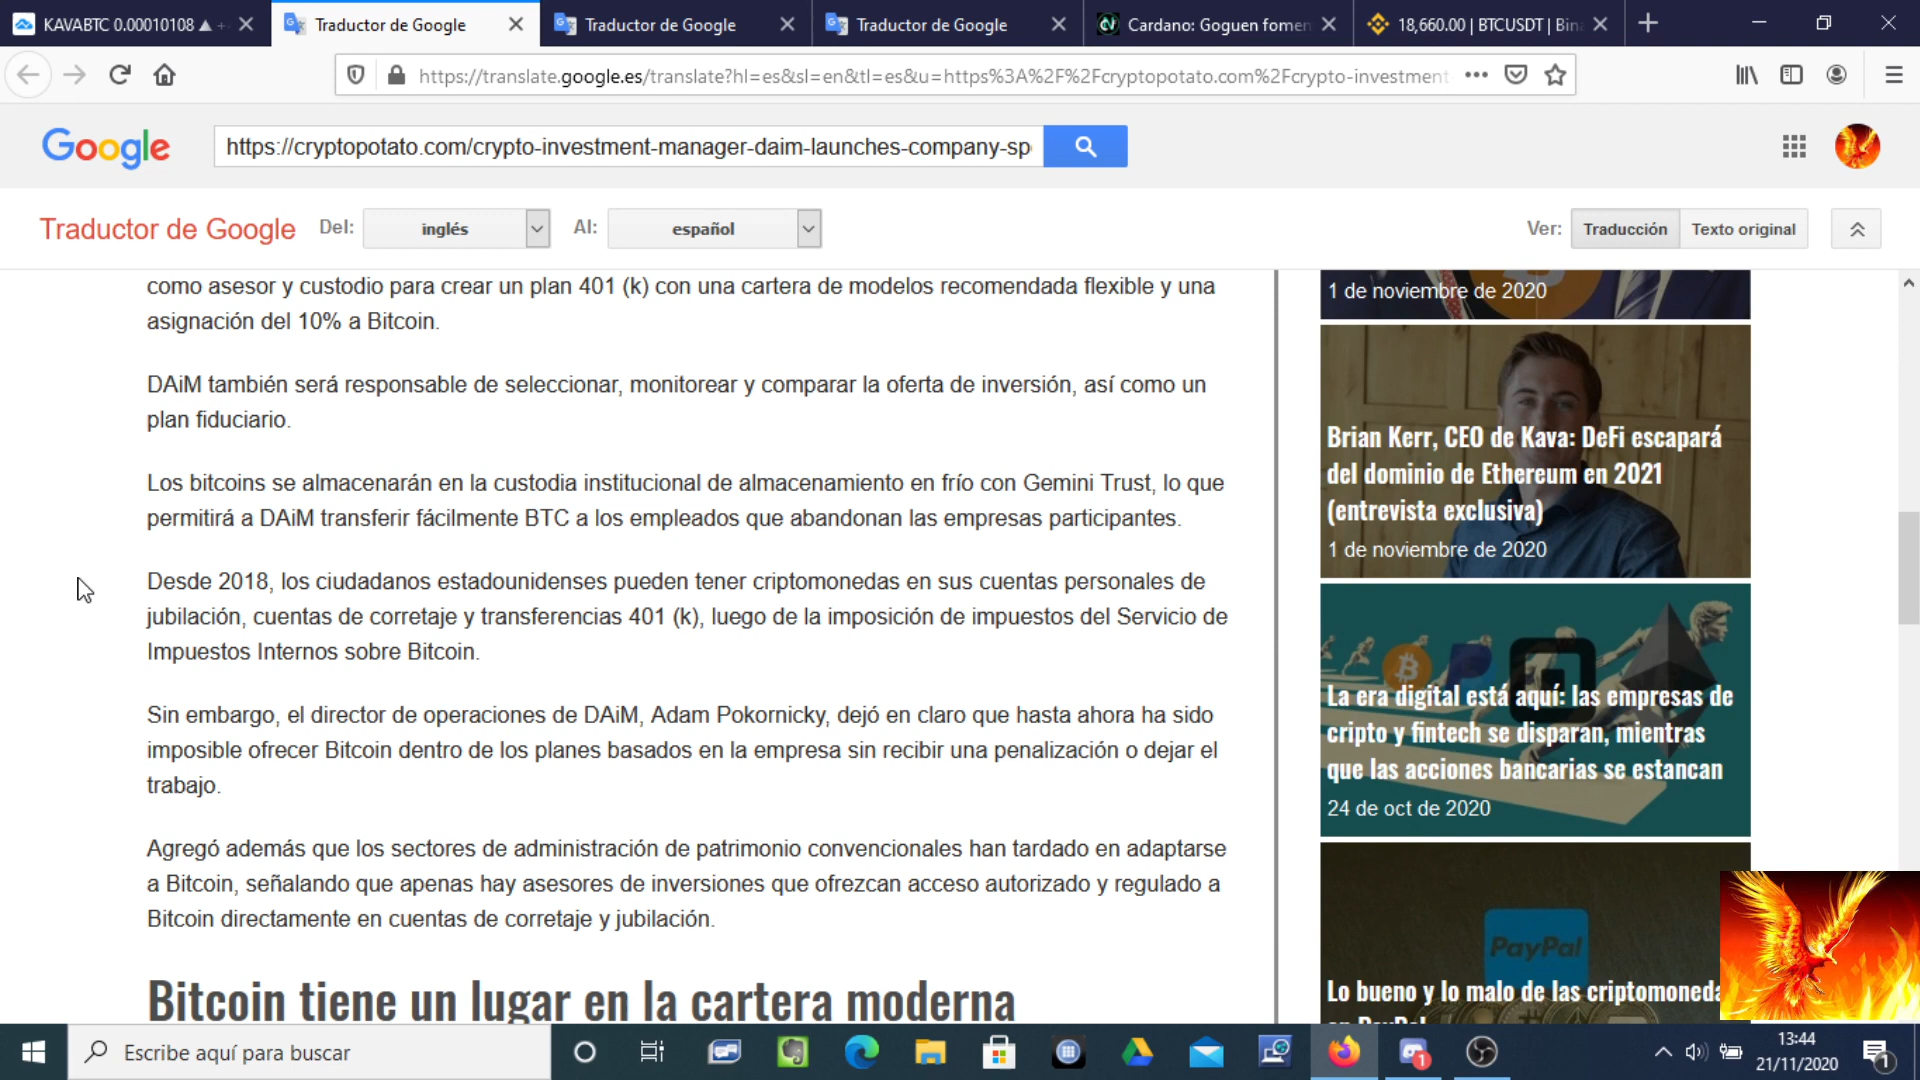 KAVABTC 0.00010108 ▲
Traductor de Google
Traductor de Google
Traductor de Google
Cardano: Goguen fomen
18,660.00 | BTCUSDT | Bin
https://translate.google.es/translate?hl=es&sl=en&tl=es&u=https%3A%2F%2Fcryptopotato.com%2Fcrypto-investment
Google
https://cryptopotato.com/crypto-investment-manager-daim-launches-company-sp
Traductor de Google
Del:
inglés
Al:
español
Ver:
Traducción
Texto original
como asesor y custodio para crear un plan 401 (k) con una cartera de modelos recomendada flexible y una
asignación del 10% a Bitcoin.
DAiM también será responsable de seleccionar, monitorear y comparar la oferta de inversión, así como un
plan fiduciario.
Los bitcoins se almacenarán en la custodia institucional de almacenamiento en frío con Gemini Trust, lo que
permitirá a DAiM transferir fácilmente BTC a los empleados que abandonan las empresas participantes.
Desde 2018, los ciudadanos estadounidenses pueden tener criptomonedas en sus cuentas personales de
jubilación, cuentas de corretaje y transferencias 401 (k), luego de la imposición de impuestos del Servicio de
Impuestos Internos sobre Bitcoin.
Sin embargo, el director de operaciones de DAiM, Adam Pokornicky, dejó en claro que hasta ahora ha sido
imposible ofrecer Bitcoin dentro de los planes basados en la empresa sin recibir una penalización o dejar el
trabajo.
Agregó además que los sectores de administración de patrimonio convencionales han tardado en adaptarse
a Bitcoin, señalando que apenas hay asesores de inversiones que ofrezcan acceso autorizado y regulado a
Bitcoin directamente en cuentas de corretaje y jubilación.
Bitcoin tiene un lugar en la cartera moderna
1 de noviembre de 2020
Brian Kerr, CEO de Kava: DeFi escapará
del dominio de Ethereum en 2021
(entrevista exclusiva)
1 de noviembre de 2020
La era digital está aquí: las empresas de
cripto y fintech se disparan, mientras
que las acciones bancarias se estancan
24 de oct de 2020
PayPal
Lo bueno y lo malo de las criptomoneda
en PayPal
Escribe aquí para buscar
1
13:44
21/11/2020
1